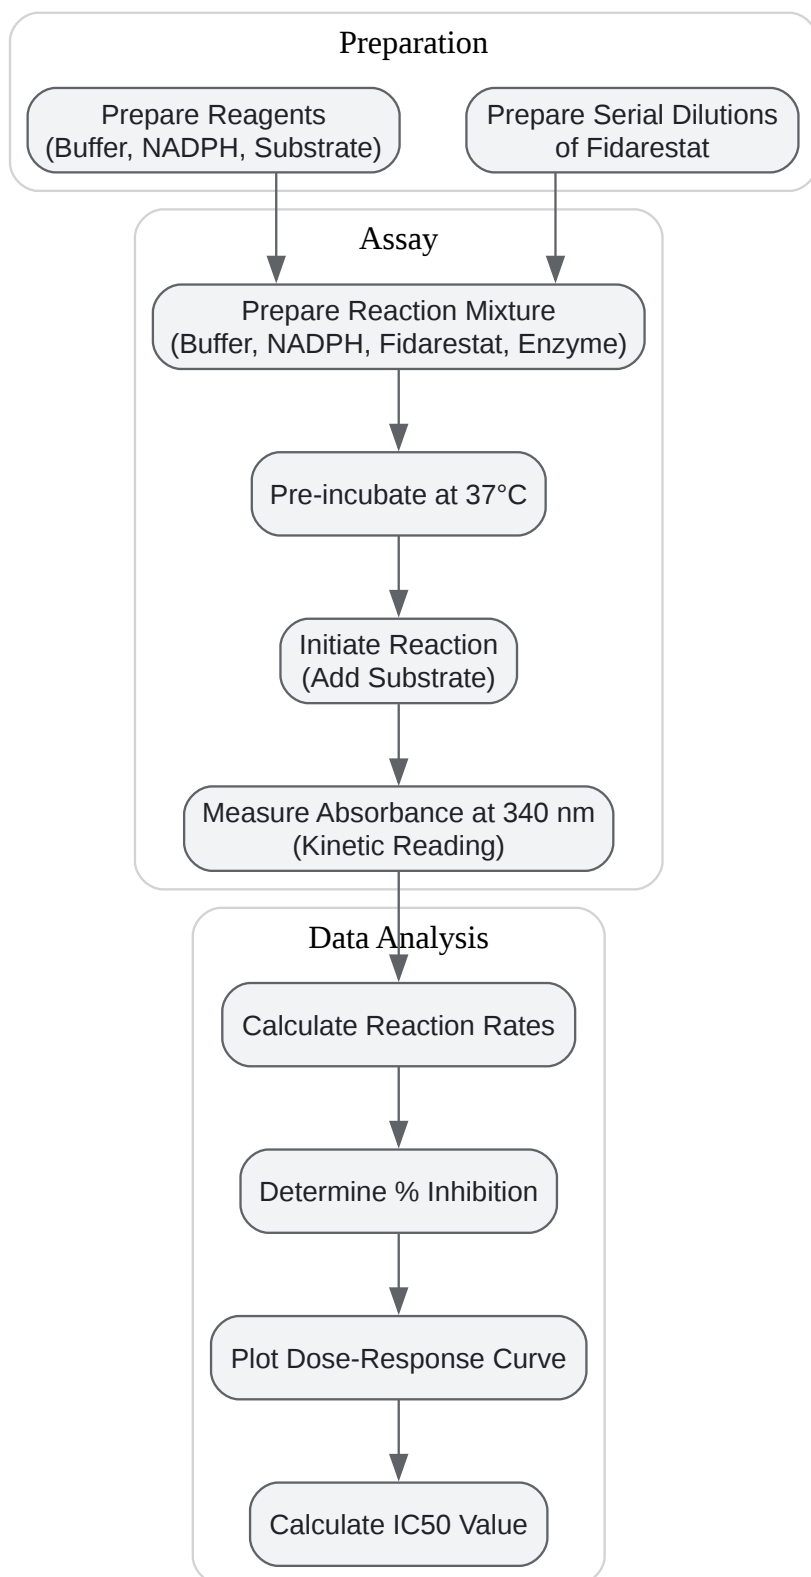 Preparation
Prepare Reagents
(Buffer, NADPH, Substrate)
Prepare Serial Dilutions
of Fidarestat
Assay
Prepare Reaction Mixture
(Buffer, NADPH, Fidarestat, Enzyme)
Pre-incubate at 37°C
Initiate Reaction
(Add Substrate)
Measure Absorbance at 340 nm
(Kinetic Reading)
Data Analysis
Calculate Reaction Rates
Determine % Inhibition
Plot Dose-Response Curve
Calculate IC50 Value